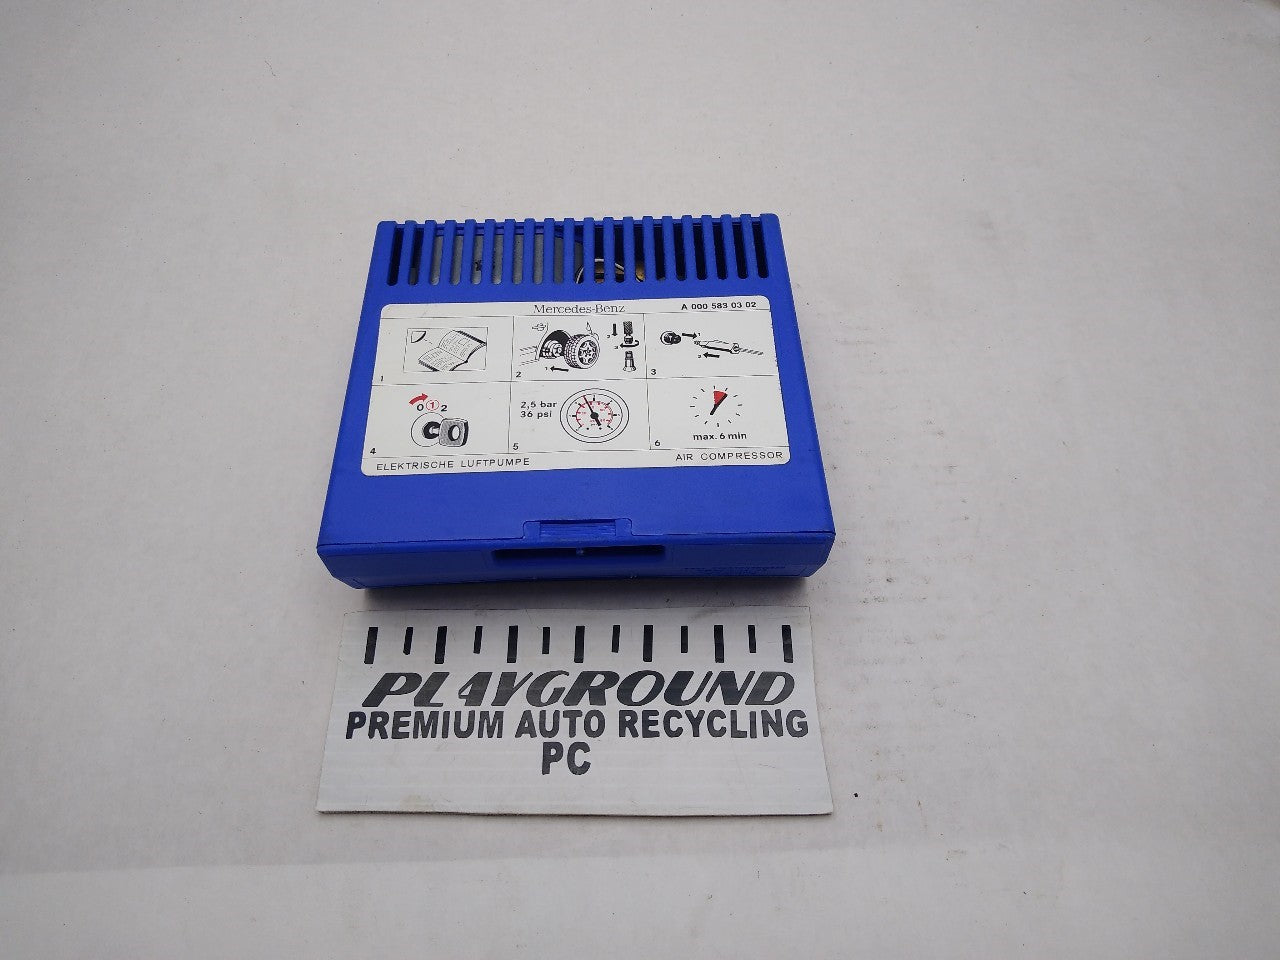 Mercedes-Benz
A 000 583 03 02
1
2
3
0 1 2
4
2,5 bar
36 psi
5
max. 6 min
6
ELEKTRISCHE LUFTPUMPE
AIR COMPRESSOR
PL4YGROUND
PREMIUM AUTO RECYCLING
PC